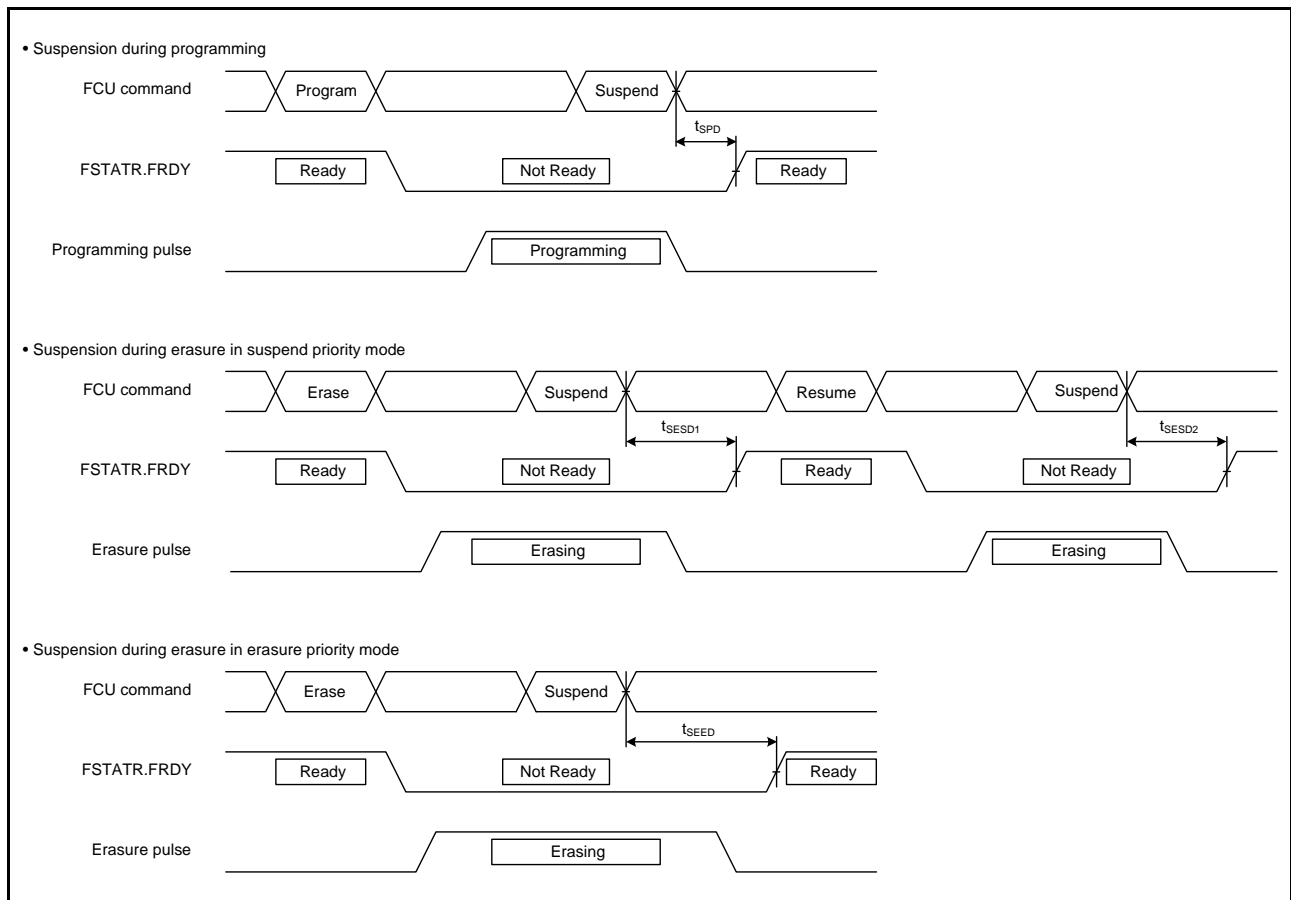 • Suspension during programming
FCU command
Program
Suspend
tSPD
FSTATR.FRDY
Ready
Not Ready
Ready
Programming pulse
Programming
• Suspension during erasure in suspend priority mode
FCU command
Erase
Suspend
Resume
Suspend
tSESD1
tSESD2
FSTATR.FRDY
Ready
Not Ready
Ready
Not Ready
Erasure pulse
Erasing
Erasing
• Suspension during erasure in erasure priority mode
FCU command
Erase
Suspend
tSEED
FSTATR.FRDY
Ready
Not Ready
Ready
Erasure pulse
Erasing